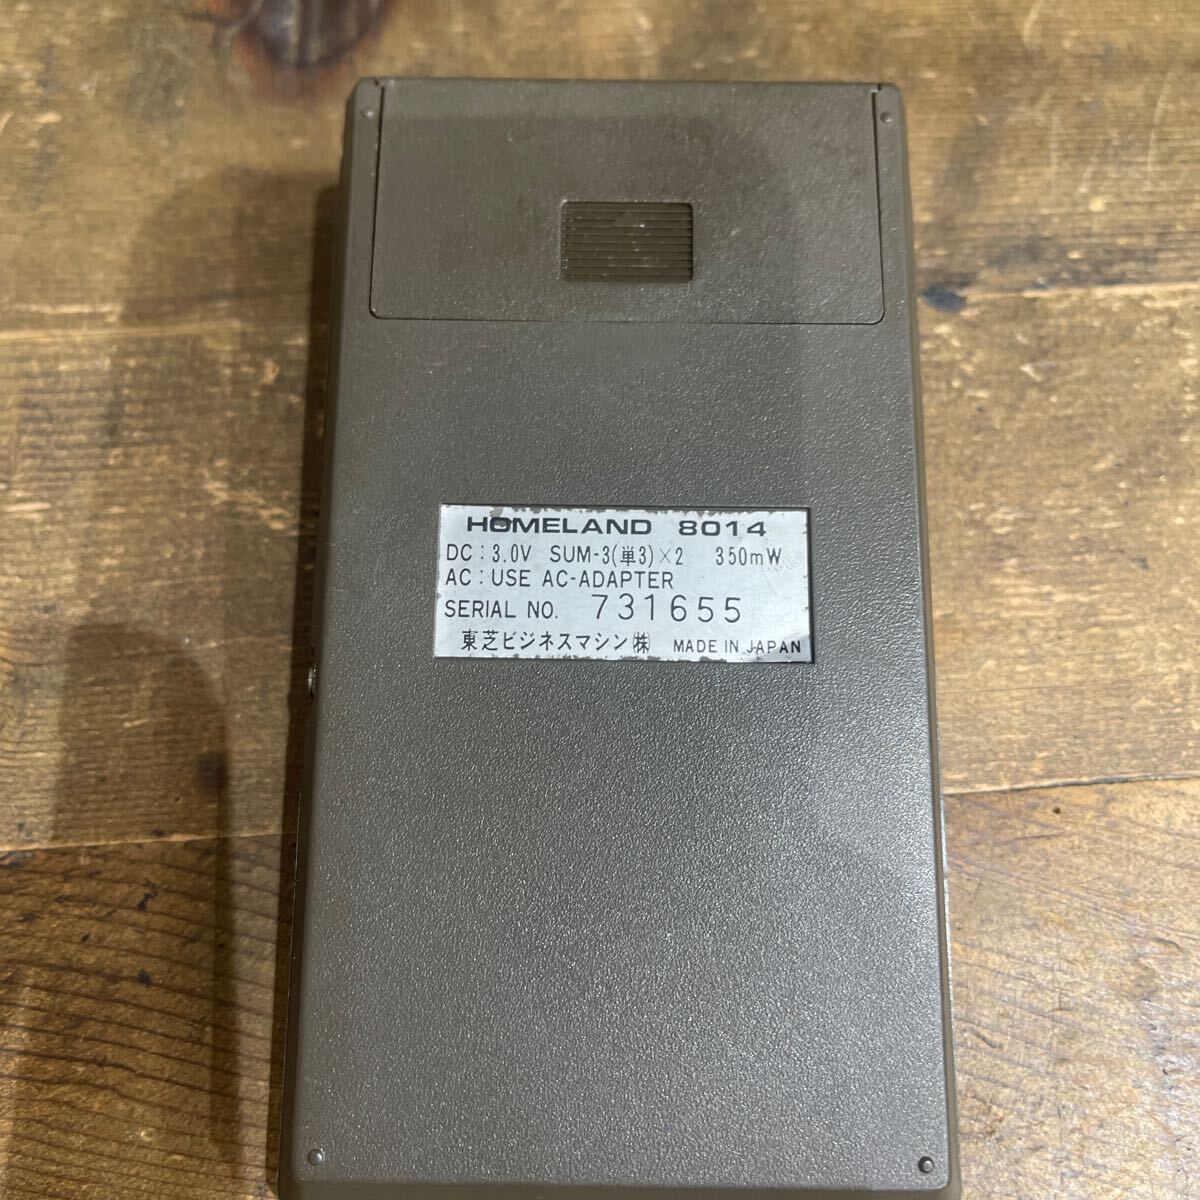 HOMELAND 8014
DC : 3.0V SUM-3(単3)×2 350mW
AC : USE AC-ADAPTER
SERIAL NO. 731655
東芝ビジネスマシン㈱ MADE IN JAPAN